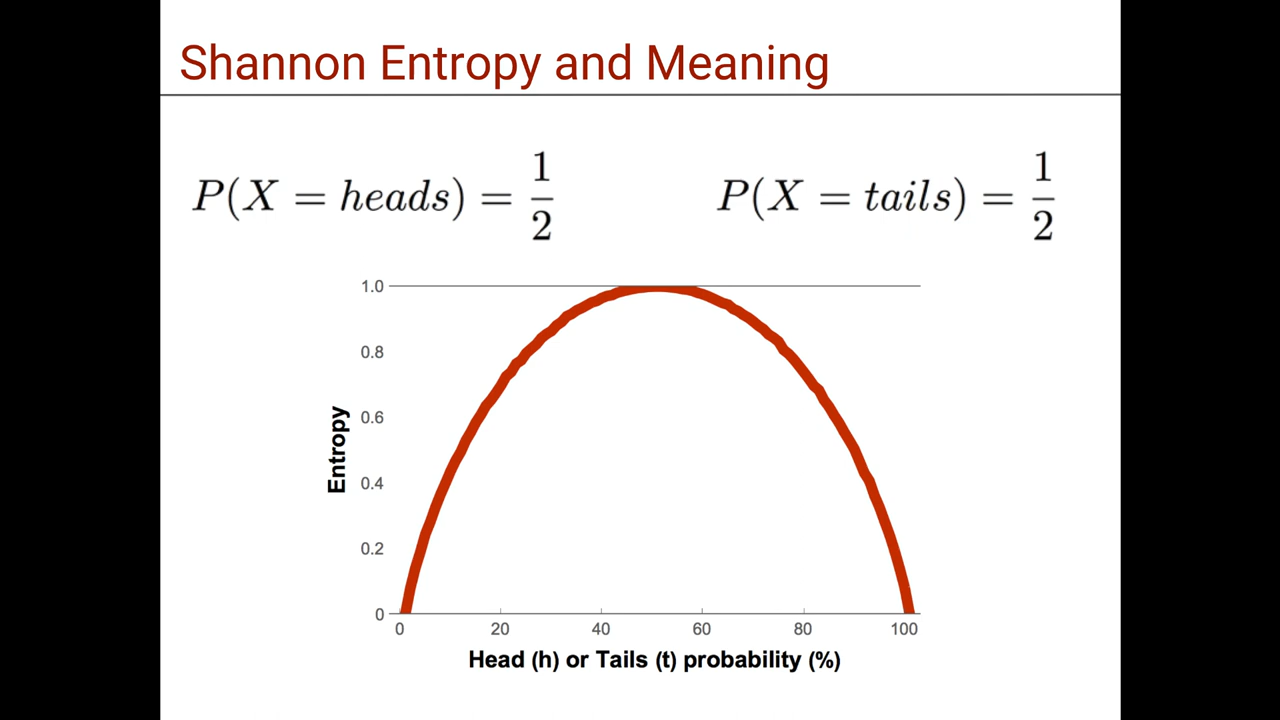 Shannon Entropy and Meaning
P(X = heads) = 1/2
P(X = tails) = 1/2
1.0
0.8
0.6
0.4
0.2
0
Entropy
0 20 40 60 80 100
Head (h) or Tails (t) probability (%)